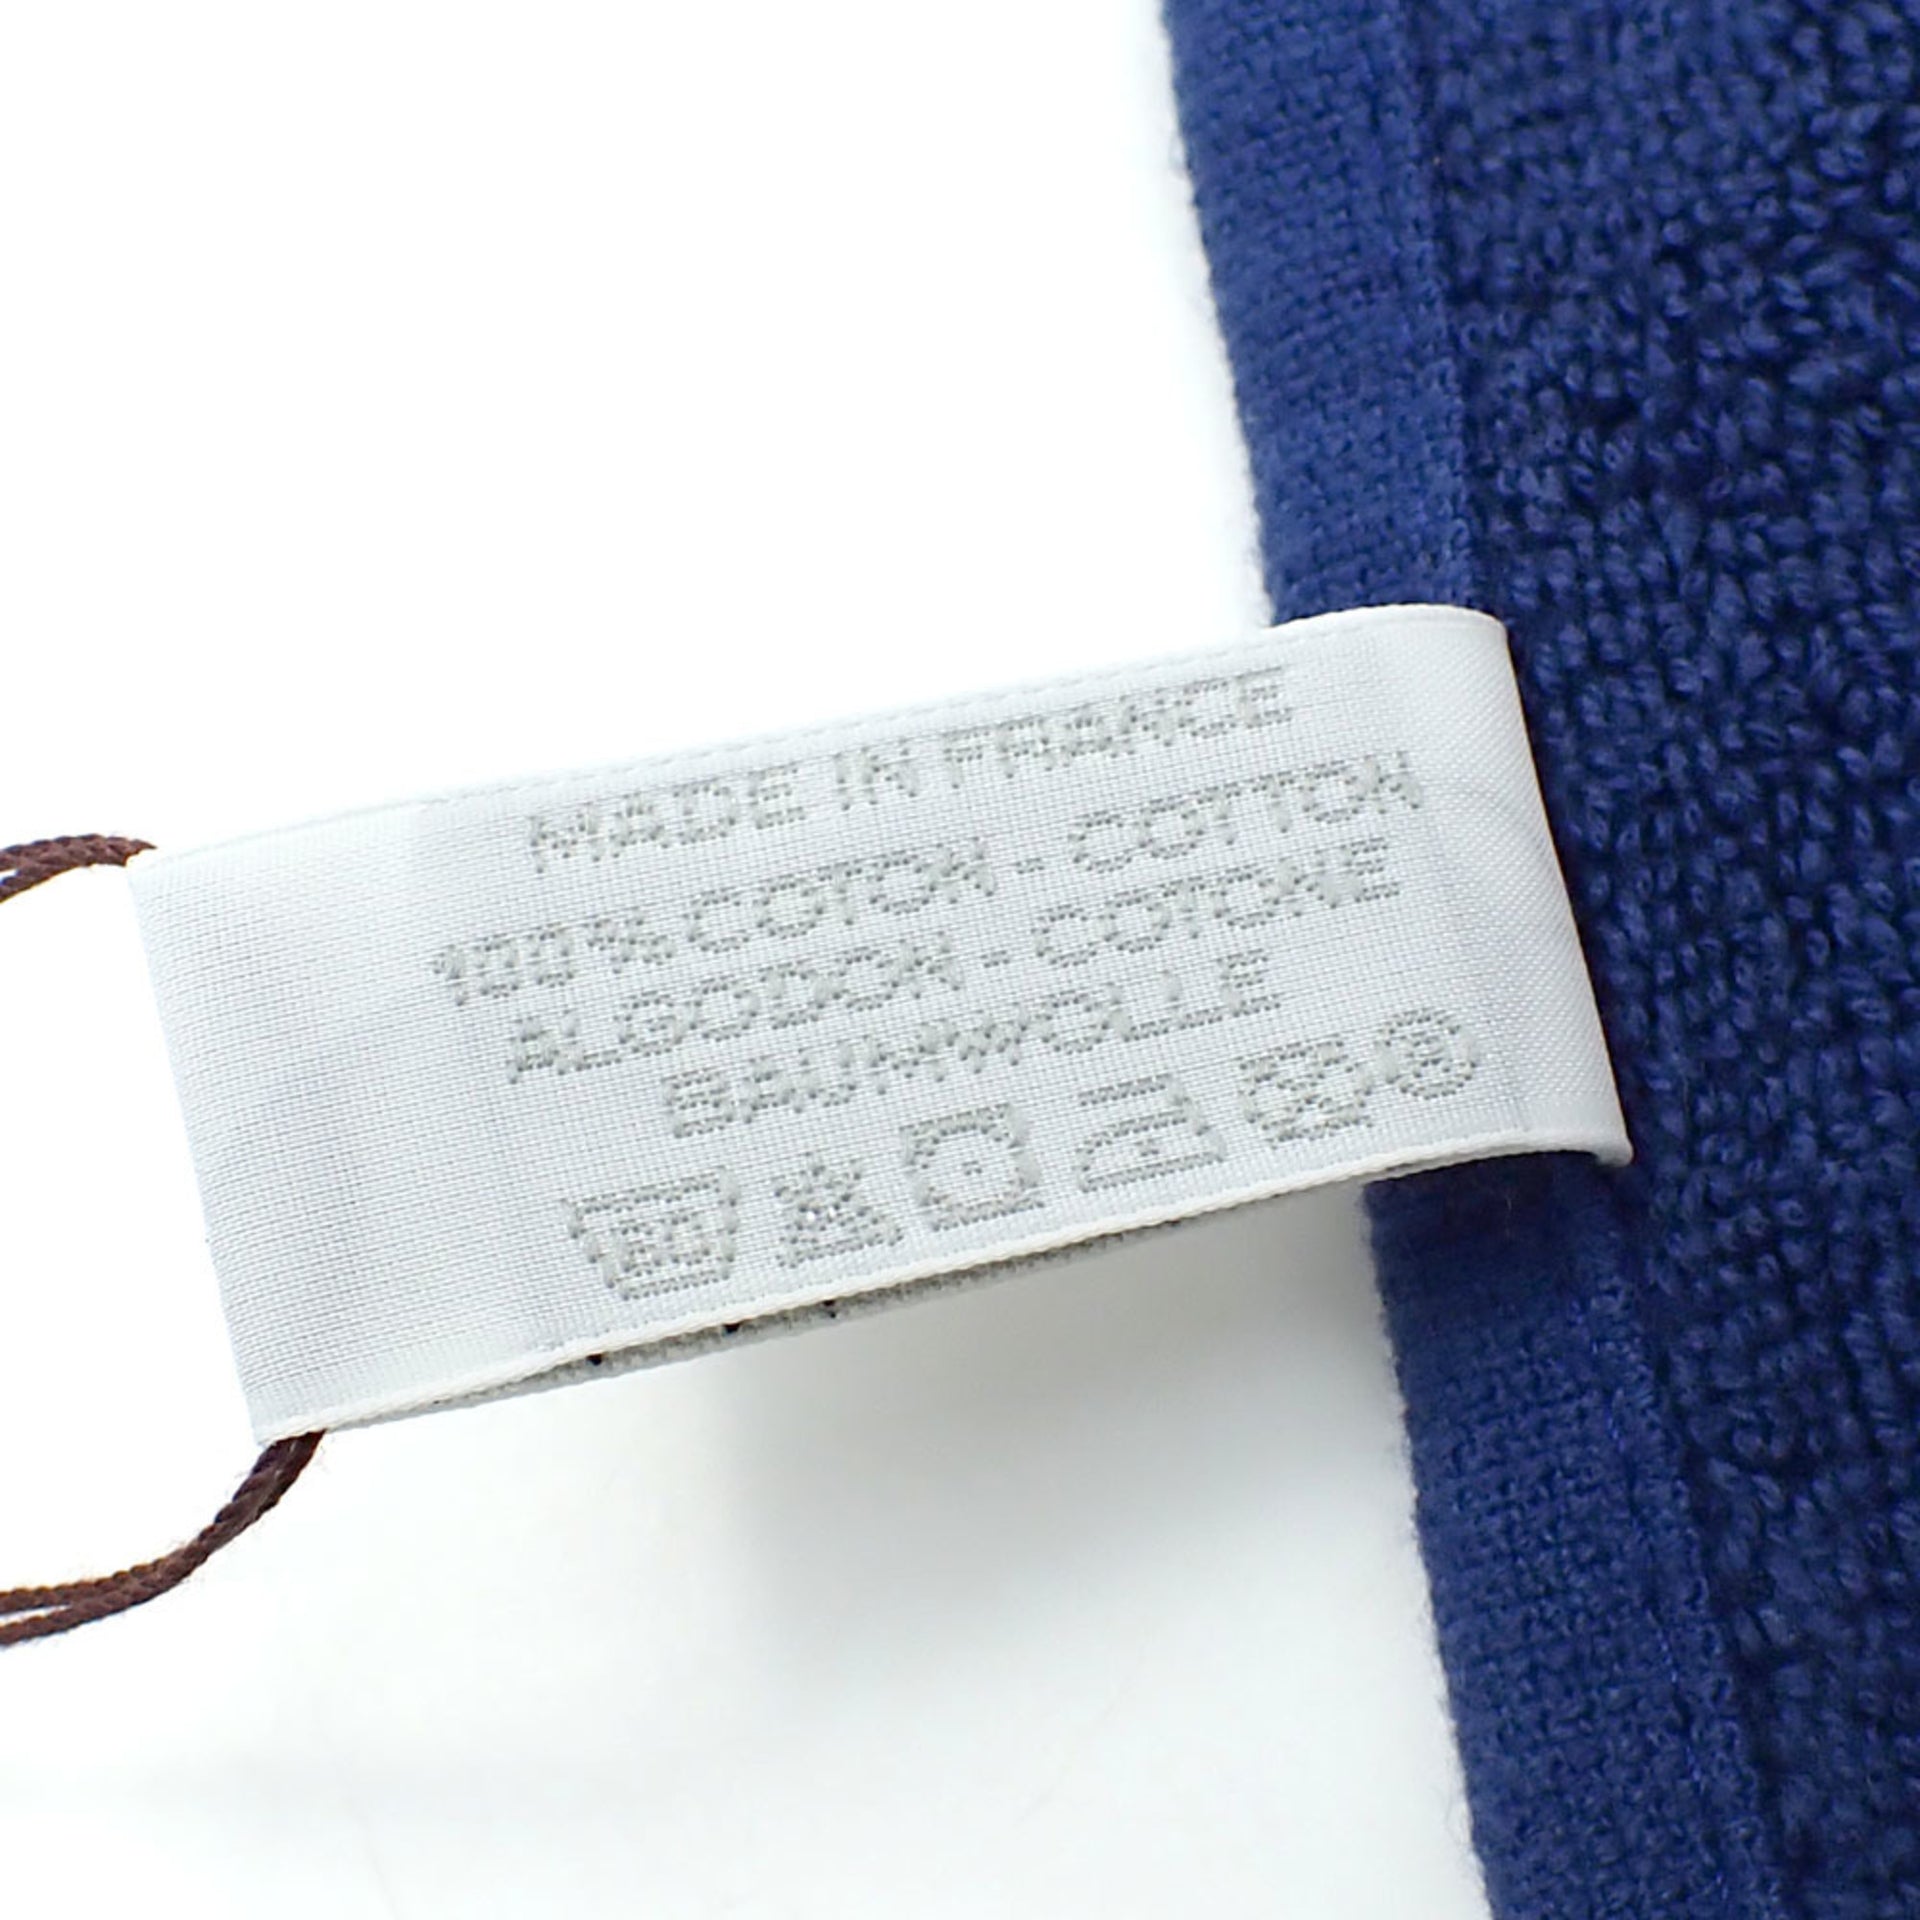 MADE IN FRANCE
100% COTON - COTTON
ALGODON - COTONE
BAUMWOLLE